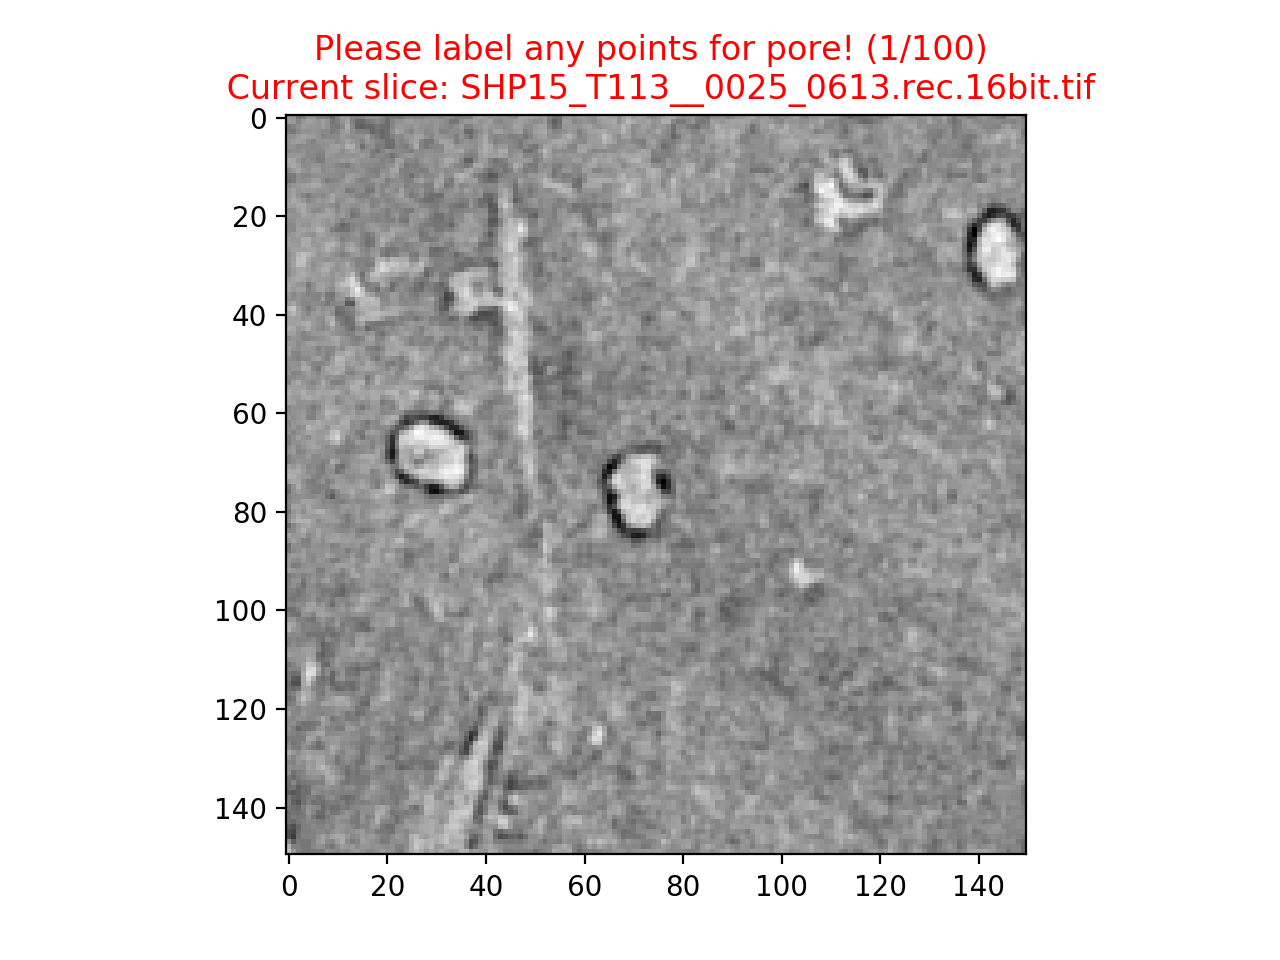 Please label any points for pore! (1/100)
Current slice: SHP15_T113__0025_0613.rec.16bit.tif
0
20
40
60
80
100
120
140
0 20 40 60 80 100 120 140